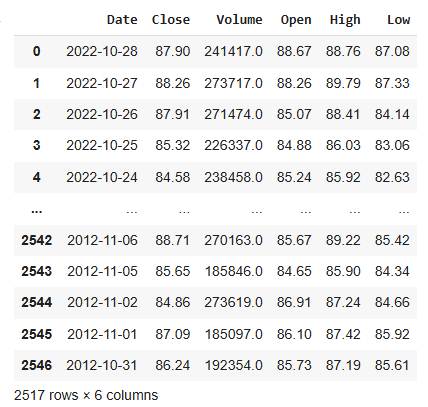 Date Close Volume Open High Low
0 2022-10-28 87.90 241417.0 88.67 88.76 87.08
1 2022-10-27 88.26 273717.0 88.26 89.79 87.33
2 2022-10-26 87.91 271474.0 85.07 88.41 84.14
3 2022-10-25 85.32 226337.0 84.88 86.03 83.06
4 2022-10-24 84.58 238458.0 85.24 85.92 82.63
... ... ... ... ... ... ...
2542 2012-11-06 88.71 270163.0 85.67 89.22 85.42
2543 2012-11-05 85.65 185846.0 84.65 85.90 84.34
2544 2012-11-02 84.86 273619.0 86.91 87.24 84.66
2545 2012-11-01 87.09 185097.0 86.10 87.42 85.92
2546 2012-10-31 86.24 192354.0 85.73 87.19 85.61
2517 rows × 6 columns